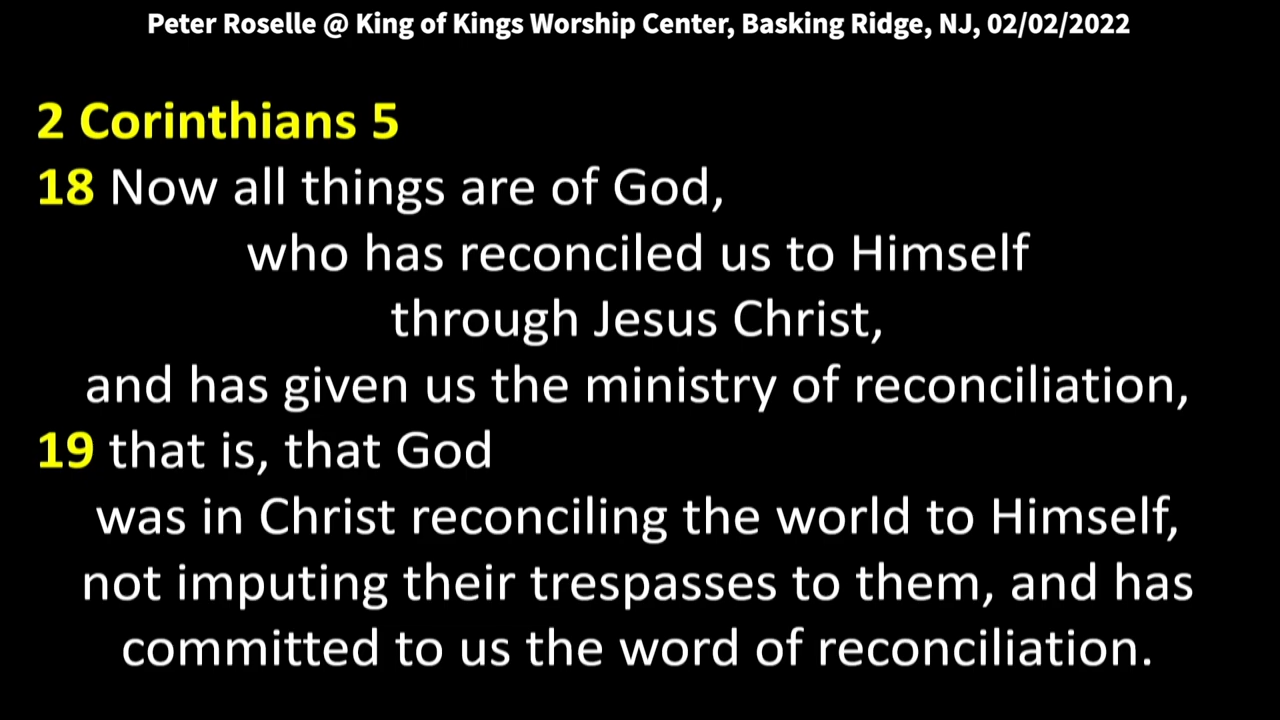 Peter Roselle @ King of Kings Worship Center, Basking Ridge, NJ, 02/02/2022
2 Corinthians 5
18 Now all things are of God,
who has reconciled us to Himself
through Jesus Christ,
and has given us the ministry of reconciliation,
19 that is, that God
was in Christ reconciling the world to Himself,
not imputing their trespasses to them, and has
committed to us the word of reconciliation.